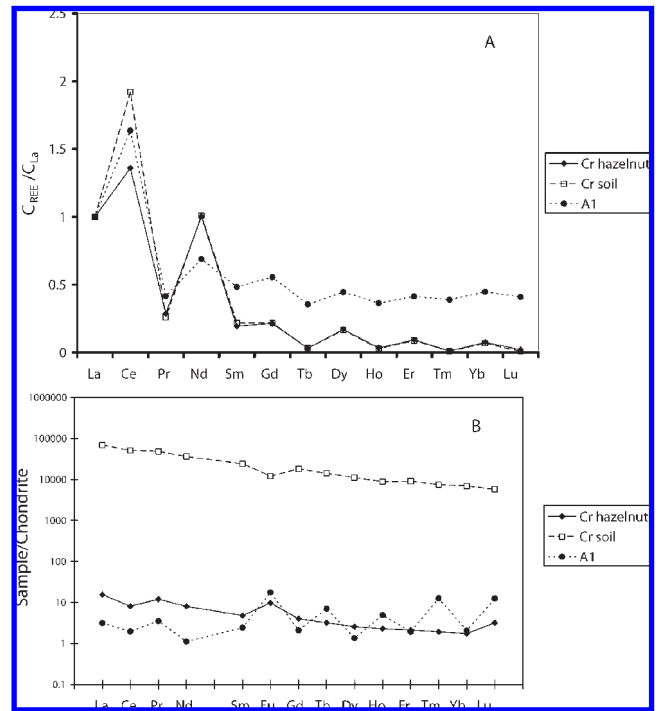 2.5
A
2
1.5
1
0.5
0
C REE /C La
Cr hazelnut
Cr soil
A1
La Ce Pr Nd Sm Gd Tb Dy Ho Er Tm Yb Lu
1000000
B
100000
10000
1000
100
10
1
0.1
Sample/Chondrite
Cr hazelnut
Cr soil
A1
La Ce Pr Nd Sm Eu Gd Tb Dy Ho Er Tm Yb Lu